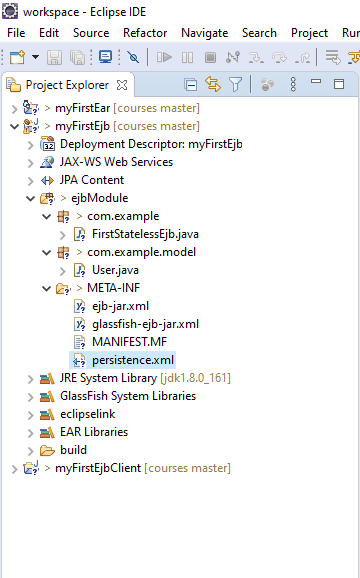 workspace - Eclipse IDE
File Edit Source Refactor Navigate Search Project Ru
Project Explorer
> myFirstEar [courses master]
> myFirstEjb [courses master]
Deployment Descriptor: myFirstEjb
JAX-WS Web Services
JPA Content
> ejbModule
> com.example
> FirstStatelessEjb.java
> com.example.model
User.java
> META-INF
ejb-jar.xml
glassfish-ejb-jar.xml
MANIFEST.MF
persistence.xml
JRE System Library [jdk1.8.0_161]
GlassFish System Libraries
eclipselink
EAR Libraries
build
> myFirstEjbClient [courses master]